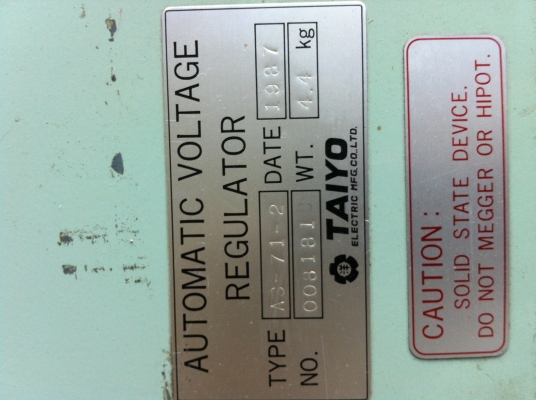 AUTOMATIC VOLTAGE
REGULATOR
TYPE AS-71-2 DATE 1987
NO. 003181 WT. 4.4 kg
TAIYO
ELECTRIC MFG.CO.,LTD.
CAUTION:
SOLID STATE DEVICE.
DO NOT MEGGER OR HIPOT.